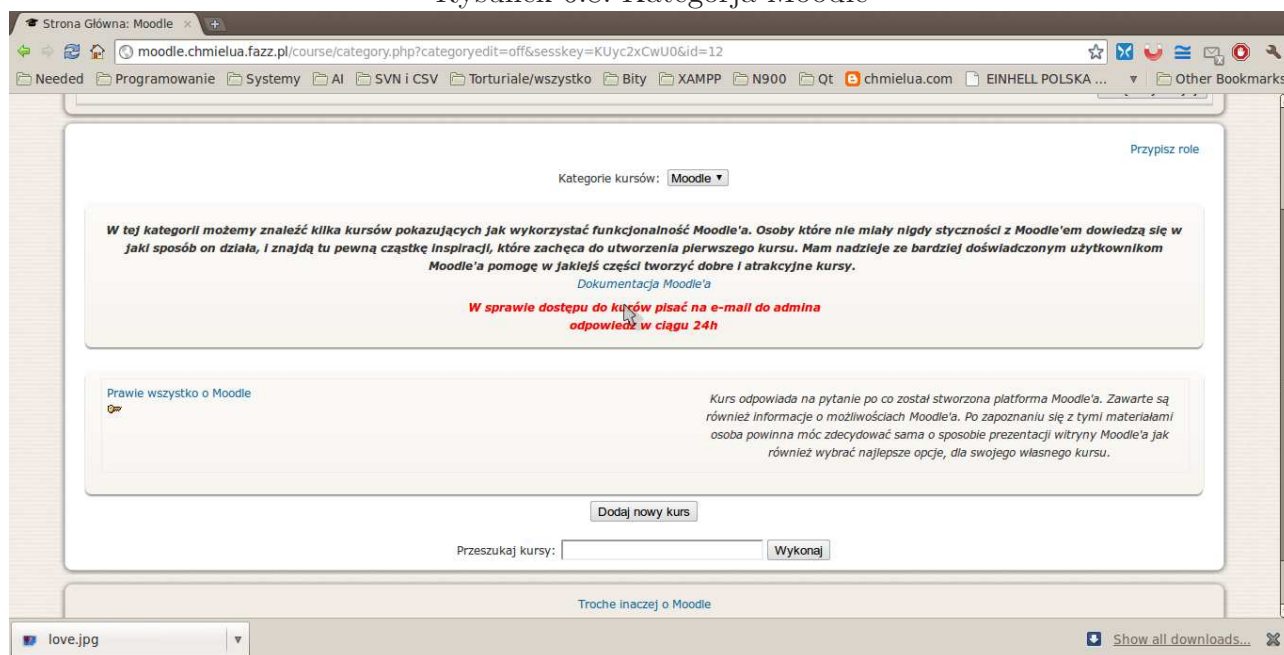 Strona Główna: Moodle
moodle.chmielua.fazz.pl/course/category.php?categoryedit=off&sesskey=KUyc2xCwU0&id=12
Needed Programowanie Systemy AI SVN i CSV Torturiale/wszystko Bity XAMPP N900 Qt chmielua.com EINHELL POLSKA ... Other Bookmarks
Przypisz role
Kategorie kursów: Moodle
W tej kategorii możemy znaleźć kilka kursów pokazujących jak wykorzystać funkcjonalność Moodle'a. Osoby które nie miały nigdy styczności z Moodle'em dowiedzą się w
jaki sposób on działa, i znajdą tu pewną cząstkę inspiracji, które zachęca do utworzenia pierwszego kursu. Mam nadzieje ze bardziej doświadczonym użytkownikom
Moodle'a pomogę w jakiejś części tworzyć dobre i atrakcyjne kursy.
Dokumentacja Moodle'a
W sprawie dostępu do kursów pisać na e-mail do admina
odpowiedz w ciągu 24h
Prawie wszystko o Moodle
Kurs odpowiada na pytanie po co został stworzona platforma Moodle'a. Zawarte są
również informacje o możliwościach Moodle'a. Po zapoznaniu się z tymi materiałami
osoba powinna móc zdecydować sama o sposobie prezentacji witryny Moodle'a jak
również wybrać najlepsze opcje, dla swojego własnego kursu.
Dodaj nowy kurs
Przeszukaj kursy: Wykonaj
Troche inaczej o Moodle
love.jpg
Show all downloads...